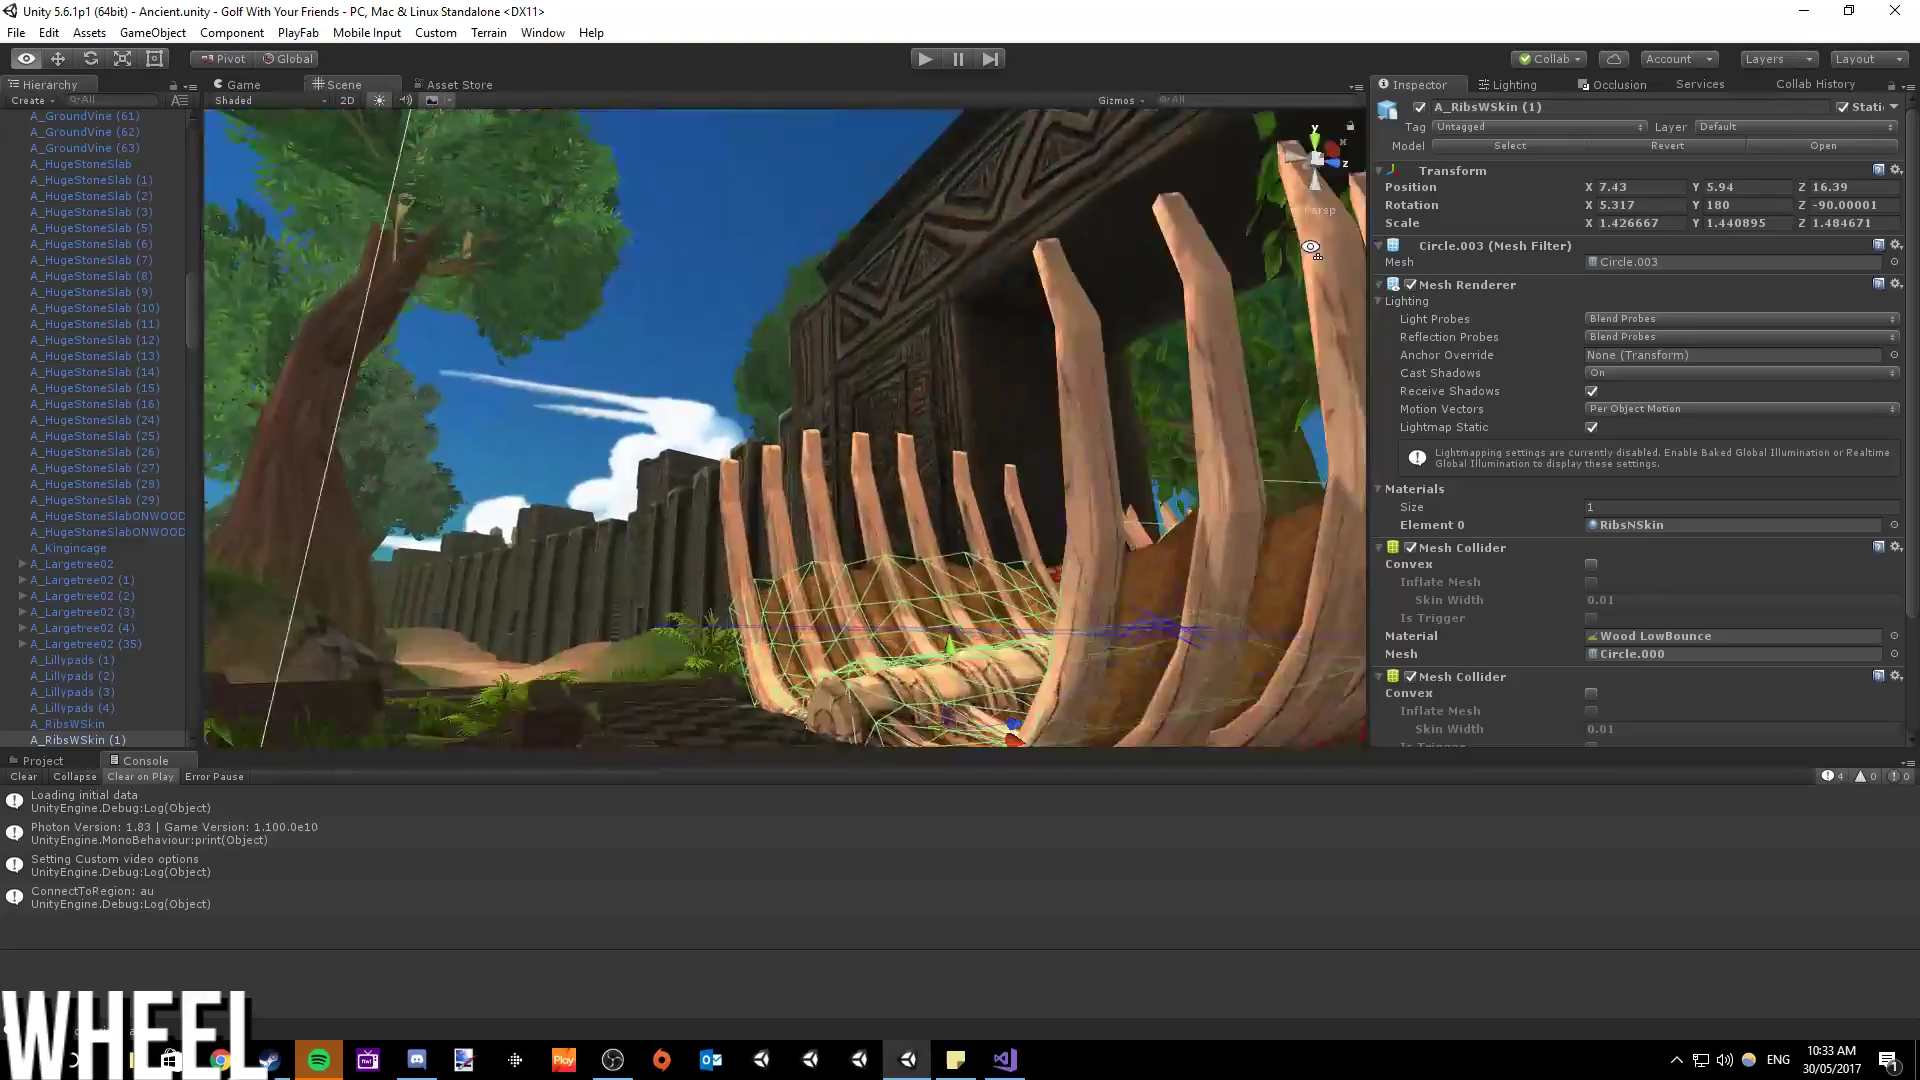 Unity 5.6.1p1 (64bit) - Ancient.unity - Golf With Your Friends - PC, Mac & Linux Standalone <DX11>
File Edit Assets GameObject Component PlayFab Mobile Input Custom Terrain Window Help
Pivot Global Collab Account Layers Layout
Hierarchy Game Scene Asset Store Inspector Lighting Occlusion Services Collab History
Create All Shaded 2D Gizmos All
A_GroundVine (61)
A_GroundVine (62)
A_GroundVine (63)
A_HugeStoneSlab
A_HugeStoneSlab (1)
A_HugeStoneSlab (2)
A_HugeStoneSlab (3)
A_HugeStoneSlab (5)
A_HugeStoneSlab (6)
A_HugeStoneSlab (7)
A_HugeStoneSlab (8)
A_HugeStoneSlab (9)
A_HugeStoneSlab (10)
A_HugeStoneSlab (11)
A_HugeStoneSlab (12)
A_HugeStoneSlab (13)
A_HugeStoneSlab (14)
A_HugeStoneSlab (15)
A_HugeStoneSlab (16)
A_HugeStoneSlab (24)
A_HugeStoneSlab (25)
A_HugeStoneSlab (26)
A_HugeStoneSlab (27)
A_HugeStoneSlab (28)
A_HugeStoneSlab (29)
A_HugeStoneSlabONWOOD
A_HugeStoneSlabONWOOD
A_Kingincage
A_Largetree02
A_Largetree02 (1)
A_Largetree02 (2)
A_Largetree02 (3)
A_Largetree02 (4)
A_Largetree02 (35)
A_Lillypads (1)
A_Lillypads (2)
A_Lillypads (3)
A_Lillypads (4)
A_RibsWSkin
A_RibsWSkin (1)
y
x
z
Persp
A_RibsWSkin (1) Stati
Tag Untagged Layer Default
Model Select Revert Open
Transform
Position X 7.43 Y 5.94 Z 16.39
Rotation X 5.317 Y 180 Z -90.00001
Scale X 1.426667 Y 1.440895 Z 1.484671
Circle.003 (Mesh Filter)
Mesh Circle.003
Mesh Renderer
Lighting
Light Probes Blend Probes
Reflection Probes Blend Probes
Anchor Override None (Transform)
Cast Shadows On
Receive Shadows
Motion Vectors Per Object Motion
Lightmap Static
Lightmapping settings are currently disabled. Enable Baked Global Illumination or Realtime
Global Illumination to display these settings.
Materials
Size 1
Element 0 RibsNSkin
Mesh Collider
Convex
Inflate Mesh
Skin Width 0.01
Is Trigger
Material Wood LowBounce
Mesh Circle.000
Mesh Collider
Convex
Inflate Mesh
Skin Width 0.01
Is Trigger
Project Console
Clear Collapse Clear on Play Error Pause 4 0 0
Loading initial data
UnityEngine.Debug:Log(Object)
Photon Version: 1.83 | Game Version: 1.100.0e10
UnityEngine.MonoBehaviour:print(Object)
Setting Custom video options
UnityEngine.Debug:Log(Object)
ConnectToRegion: au
UnityEngine.Debug:Log(Object)
WHEEL
Play
ENG
10:33 AM
30/05/2017
1